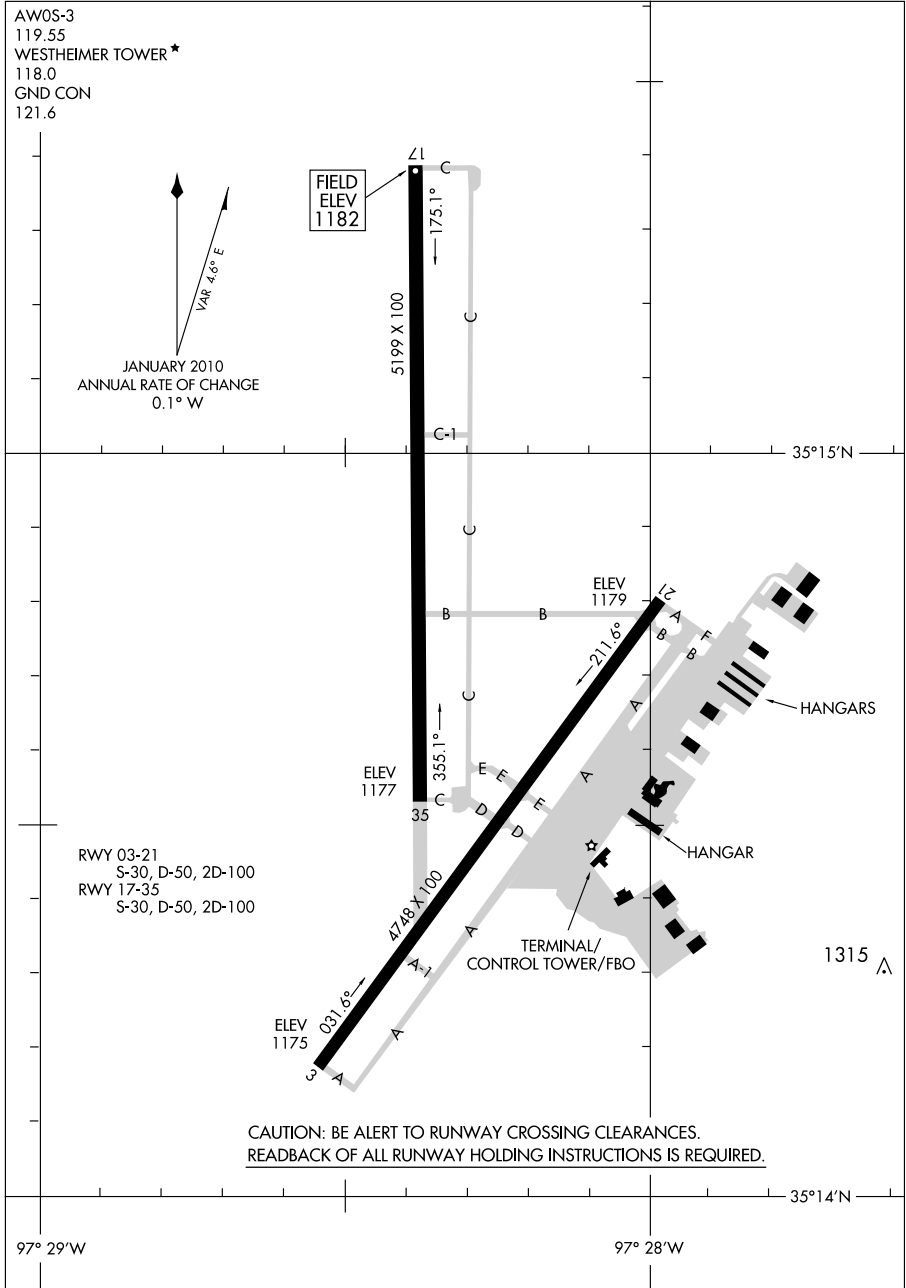 AWOS-3
119.55
WESTHEIMER TOWER★
118.0
GND CON
121.6
17
C
FIELD
ELEV
1182
175.1°
VAR 4.6° E
C
5199 X 100
JANUARY 2010
ANNUAL RATE OF CHANGE
0.1° W
C-1
35°15'N
C
ELEV
1179
21
B
B
A
F
B
B
211.6°
C
A
HANGARS
355.1°
E
E
E
A
ELEV
1177
C
D
D
35
HANGAR
RWY 03-21
S-30, D-50, 2D-100
RWY 17-35
S-30, D-50, 2D-100
4748 X 100
A
TERMINAL/
CONTROL TOWER/FBO
1315
A-1
031.6°
ELEV
1175
A
3
A
CAUTION: BE ALERT TO RUNWAY CROSSING CLEARANCES.
READBACK OF ALL RUNWAY HOLDING INSTRUCTIONS IS REQUIRED.
35°14'N
97° 29'W
97° 28'W